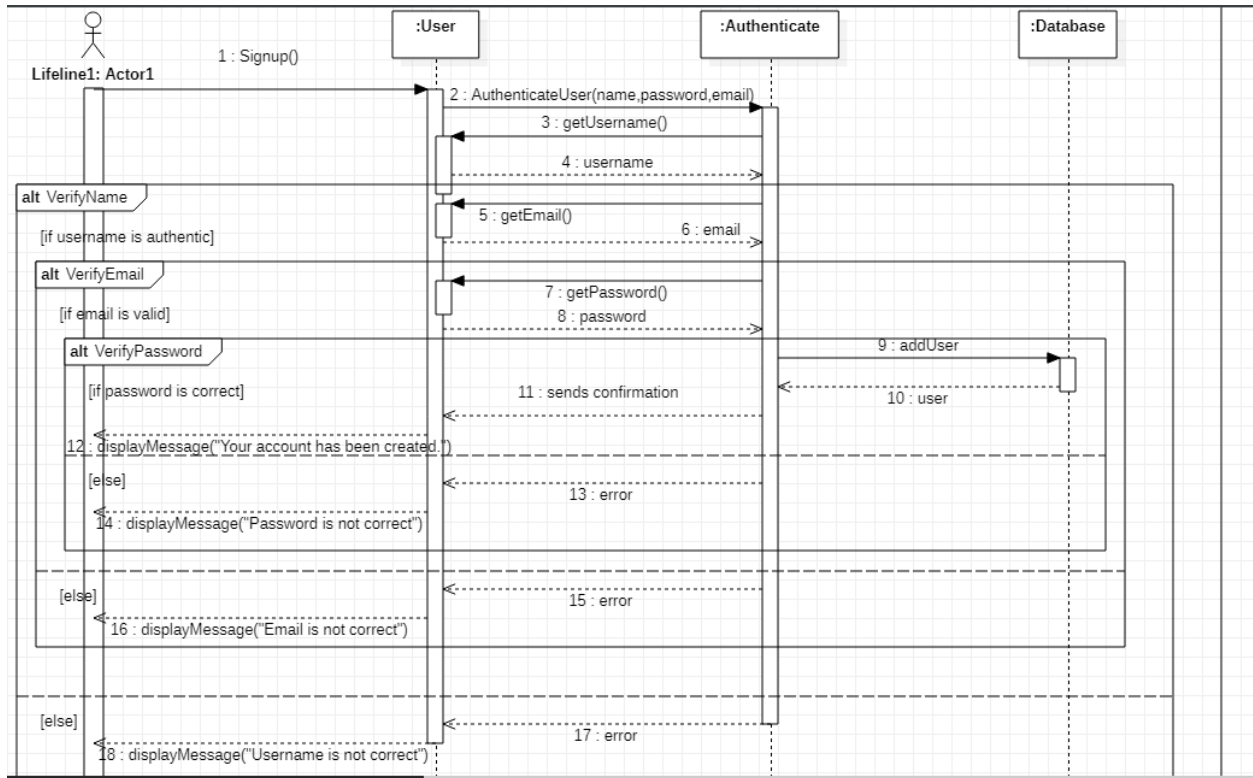 :User
:Authenticate
:Database
1 : Signup()
Lifeline1: Actor1
2 : AuthenticateUser(name,password,email)
3 : getUsername()
4 : username
alt VerifyName
5 : getEmail()
6 : email
[if username is authentic]
alt VerifyEmail
7 : getPassword()
[if email is valid]
8 : password
alt VerifyPassword
9 : addUser
[if password is correct]
11 : sends confirmation
10 : user
12 : displayMessage("Your account has been created.")
[else]
13 : error
14 : displayMessage("Password is not correct")
[else]
15 : error
16 : displayMessage("Email is not correct")
[else]
17 : error
18 : displayMessage("Username is not correct")